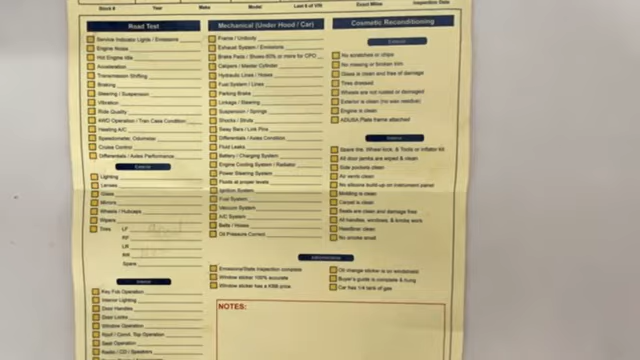 Stock # Year Make Model Last 6 of VIN Exact Miles Inspection Date
Road Test
Service Indicator Lights / Emissions
Engine Noise
Hot Engine Idle
Acceleration
Transmission Shifting
Braking
Steering / Suspension
Vibration
Ride Quality
AWD Operation / Tran Case Condition
Heating A/C
Speedometer, Odometer
Cruise Control
Differentials / Axles Performance
Exterior
Lighting
Lenses
Glass
Mirrors
Wheels / Hubcaps
Wipers
Tires LF
RF
LR
RR
Spare
Interior
Key Fob Operation
Interior Lighting
Door Handles
Door Locks
Window Operation
Roof / Conv. Top Operation
Seat Operation
Radio / CD / Speakers
Mechanical (Under Hood / Car)
Frame / Unibody
Exhaust System / Emissions
Brake Pads / Shoes-50% or more for CPO
Calipers / Master Cylinder
Hydraulic Lines / Hoses
Fuel System / Lines
Parking Brake
Linkage / Steering
Suspension / Springs
Shocks / Struts
Sway Bars / Link Pins
Differentials / Axles Condition
Fluid Leaks
Battery / Charging System
Engine Cooling System / Radiator
Power Steering System
Fluids at proper levels
Ignition System
Fuel System
Vacuum System
A/C System
Belts / Hoses
Oil Pressure Correct
Cosmetic Reconditioning
Exterior
No scratches or chips
No missing or broken trim
Glass is clean and free of damage
Tires dressed
Wheels are not rusted or damaged
Exterior is clean (no wax residue)
Engine is clean
ADUSA Plate frame attached
Interior
Spare tire, Wheel lock, & Tools or inflator kit
All door jambs are wiped & clean
Side pockets clean
Air vents clean
No silicone build-up on instrument panel
Molding is clean
Carpet is clean
Seats are clean and damage free
All handles, windows, & knobs work
Headliner clean
No smoke smell
Administrative
Emissions/State Inspection complete
Window sticker 100% accurate
Window sticker has a KBB price
Oil change sticker is on windshield
Buyer's guide is complete & hung
Car has 1/4 tank of gas
NOTES: